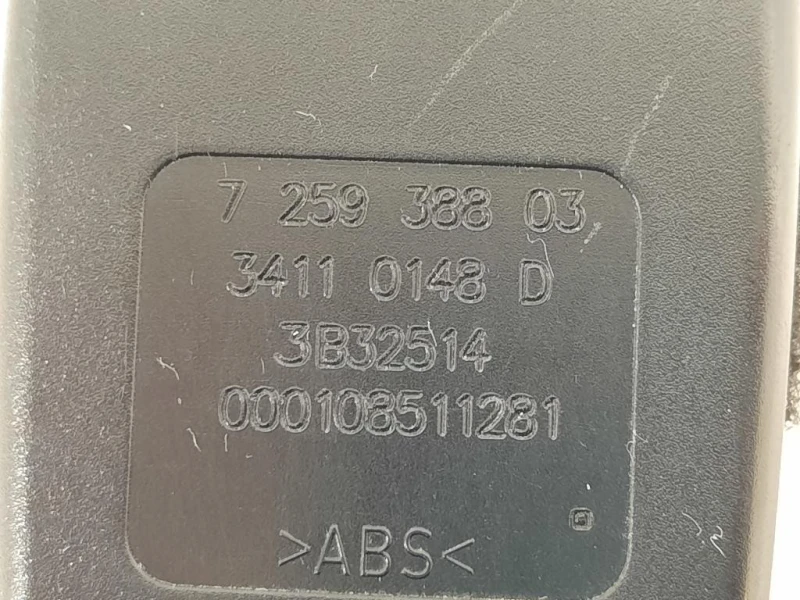 7 259 388 03
3411 0148 D
3B32514
000108511281
>ABS<